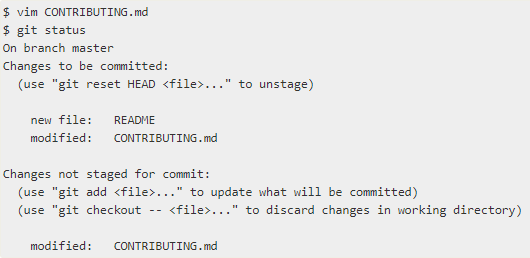 $ vim CONTRIBUTING.md
$ git status
On branch master
Changes to be committed:
  (use "git reset HEAD <file>..." to unstage)

    new file:   README
    modified:   CONTRIBUTING.md

Changes not staged for commit:
  (use "git add <file>..." to update what will be committed)
  (use "git checkout -- <file>..." to discard changes in working directory)

    modified:   CONTRIBUTING.md